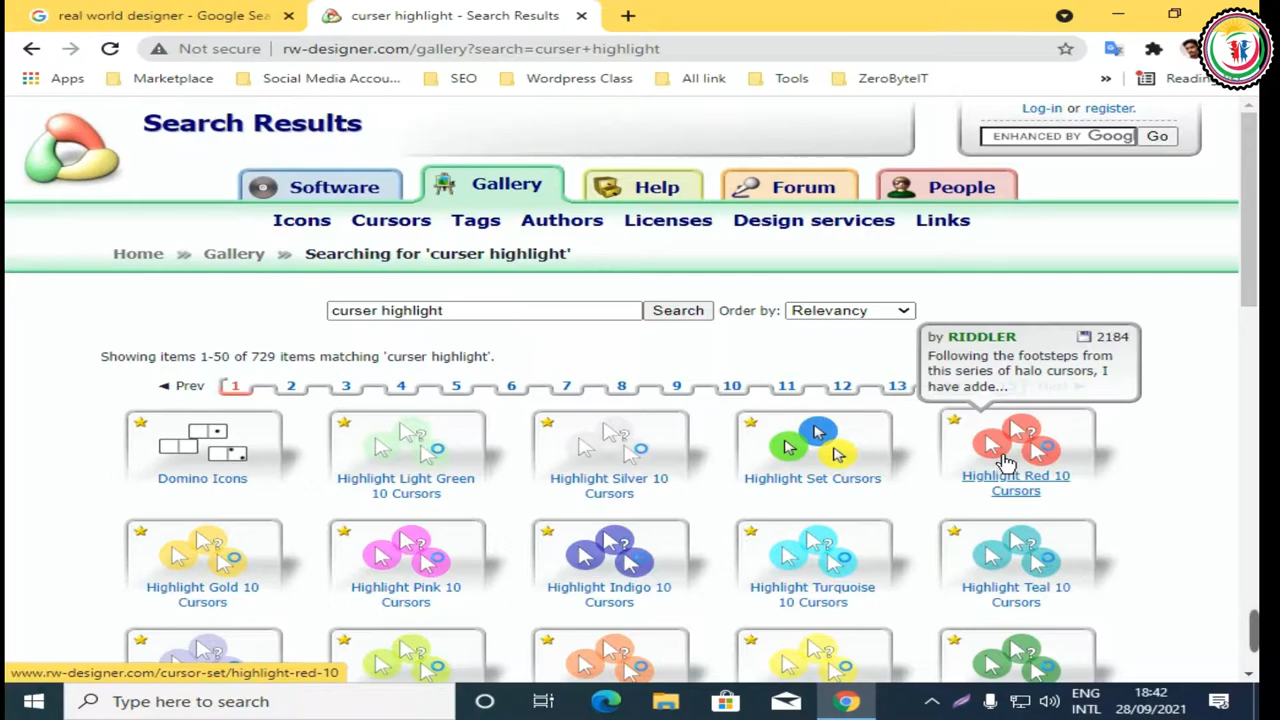 real world designer - Google Sea
curser highlight - Search Results
Not secure
rw-designer.com/gallery?search=curser+highlight
Apps
Marketplace
Social Media Accou...
SEO
Wordpress Class
All link
Tools
ZeroByteIT
»
Search Results
Log-in or register.
ENHANCED BY Goog
Go
Software
Gallery
Help
Forum
People
Icons
Cursors
Tags
Authors
Licenses
Design services
Links
Home » Gallery » Searching for 'curser highlight'
curser highlight
Search
Order by:
Relevancy
by RIDDLER
2184
Following the footsteps from
this series of halo cursors, I
have adde...
Showing items 1-50 of 729 items matching 'curser highlight'.
◄ Prev
1 2 3 4 5 6 7 8 9 10 11 12 13
Domino Icons
Highlight Light Green
10 Cursors
Highlight Silver 10
Cursors
Highlight Set Cursors
Highlight Red 10
Cursors
Highlight Gold 10
Cursors
Highlight Pink 10
Cursors
Highlight Indigo 10
Cursors
Highlight Turquoise
10 Cursors
Highlight Teal 10
Cursors
www.rw-designer.com/cursor-set/highlight-red-10
Type here to search
ENG
INTL
18:42
28/09/2021